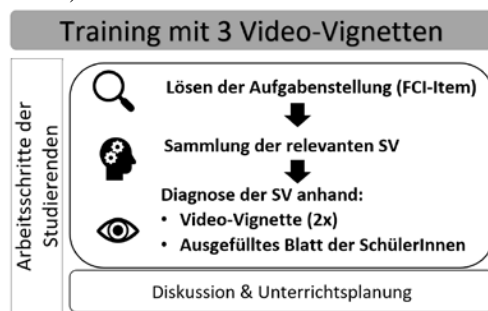 Training mit 3 Video-Vignetten
Arbeitsschritte der
Studierenden
Lösen der Aufgabenstellung (FCI-Item)
Sammlung der relevanten SV
Diagnose der SV anhand:
• Video-Vignette (2x)
• Ausgefülltes Blatt der SchülerInnen
Diskussion & Unterrichtsplanung